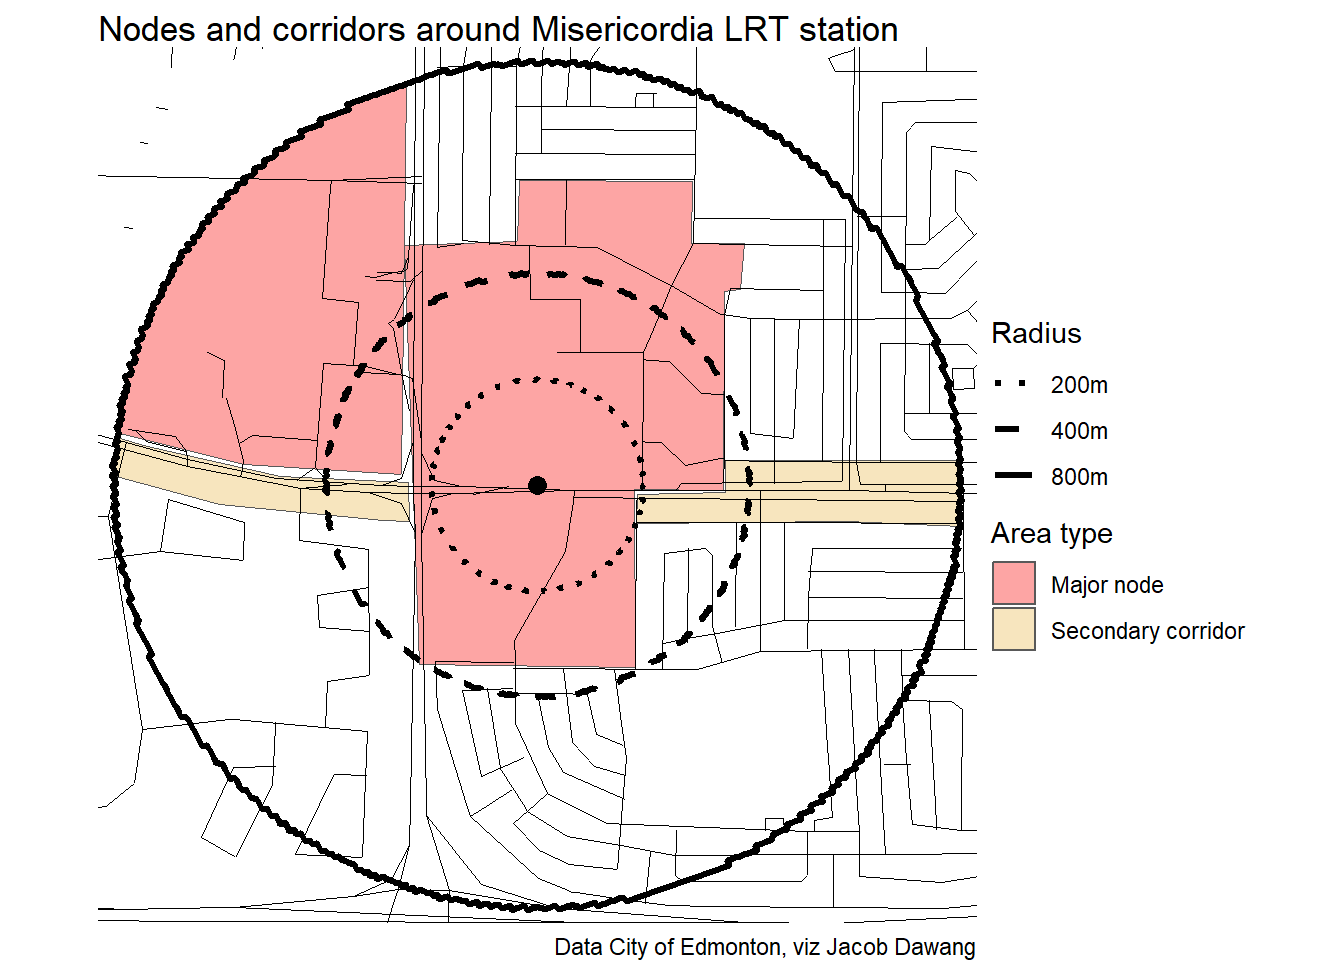 Nodes and corridors around Misericordia LRT station
Radius
200m
400m
800m
Area type
Major node
Secondary corridor
Data City of Edmonton, viz Jacob Dawang